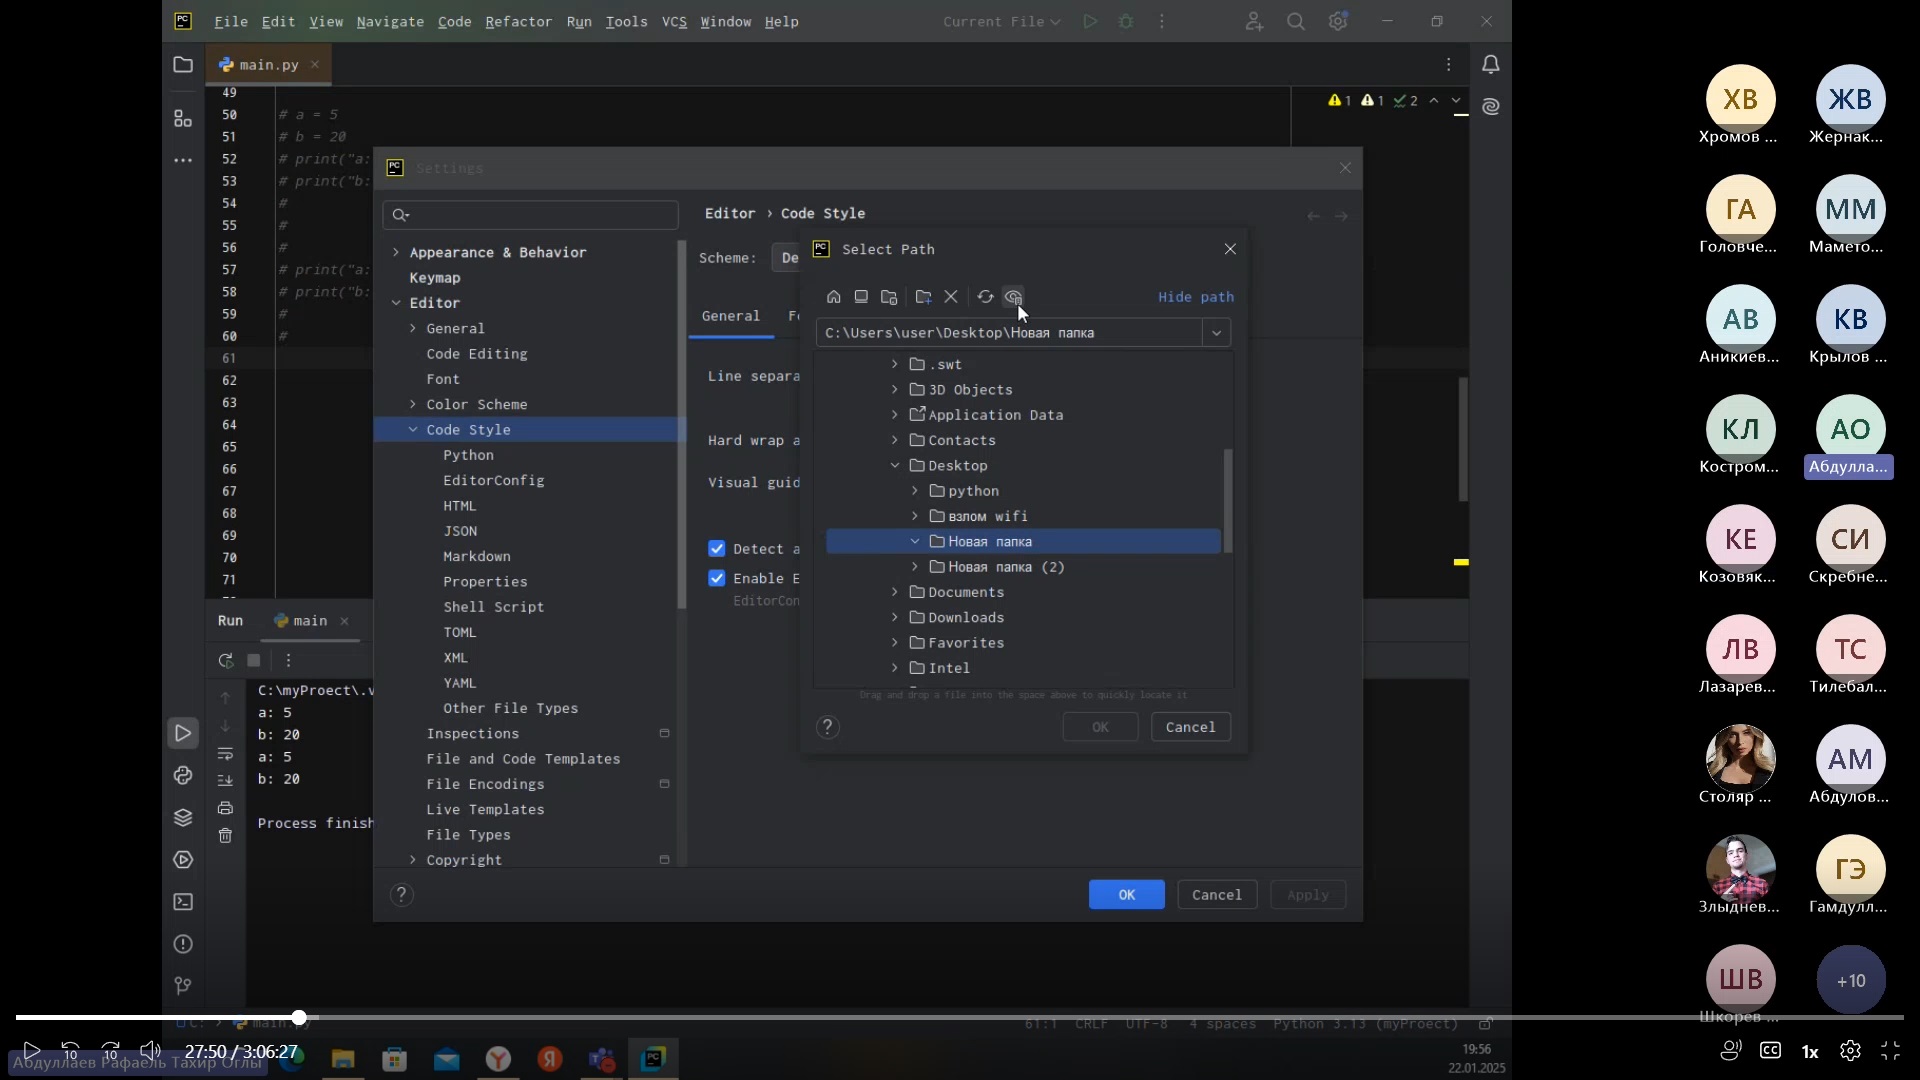 File Edit View Navigate Code Refactor Run Tools VCS Window Help
Current File
main.py
1 1 2
49
50 # a = 5
51 # b = 20
52 # print("a:
53 # print("b:
54 #
55 #
56 #
57 # print("a:
58 # print("b:
59 #
60 #
61
62
63
64
65
66
67
68
69
70
71
Settings
Appearance & Behavior
Keymap
Editor
General
Code Editing
Font
Color Scheme
Code Style
Python
EditorConfig
HTML
JSON
Markdown
Properties
Shell Script
TOML
XML
YAML
Other File Types
Inspections
File and Code Templates
File Encodings
Live Templates
File Types
Copyright
Editor › Code Style
Scheme: De
General Fo
Line separa
Hard wrap a
Visual guid
Detect a
Enable E
EditorCon
OK Cancel Apply
Select Path
Hide path
C:\Users\user\Desktop\Новая папка
.swt
3D Objects
Application Data
Contacts
Desktop
python
взлом wifi
Новая папка
Новая папка (2)
Documents
Downloads
Favorites
Intel
Drag and drop a file into the space above to quickly locate it
OK Cancel
Run main
C:\myProect\.v
a: 5
b: 20
a: 5
b: 20
Process finish
C: › main.py
61:1 CRLF UTF-8 4 spaces Python 3.13 (myProect)
10 10 27:50 / 3:06:27
Абдуллаев Рафаель Тахир Оглы
19:56
22.01.2025
1x
ХВ ЖВ
Хромов ... Жернак...
ГА ММ
Головче... Мамето...
АВ КВ
Аникиев... Крылов ...
КЛ АО
Костром... Абдулла...
КЕ СИ
Козовяк... Скребне...
ЛВ ТС
Лазарев... Тилебал...
АМ
Столяр ... Абдулов...
ГЭ
Злыднев... Гамдулл...
ШВ +10
Шкорев ...